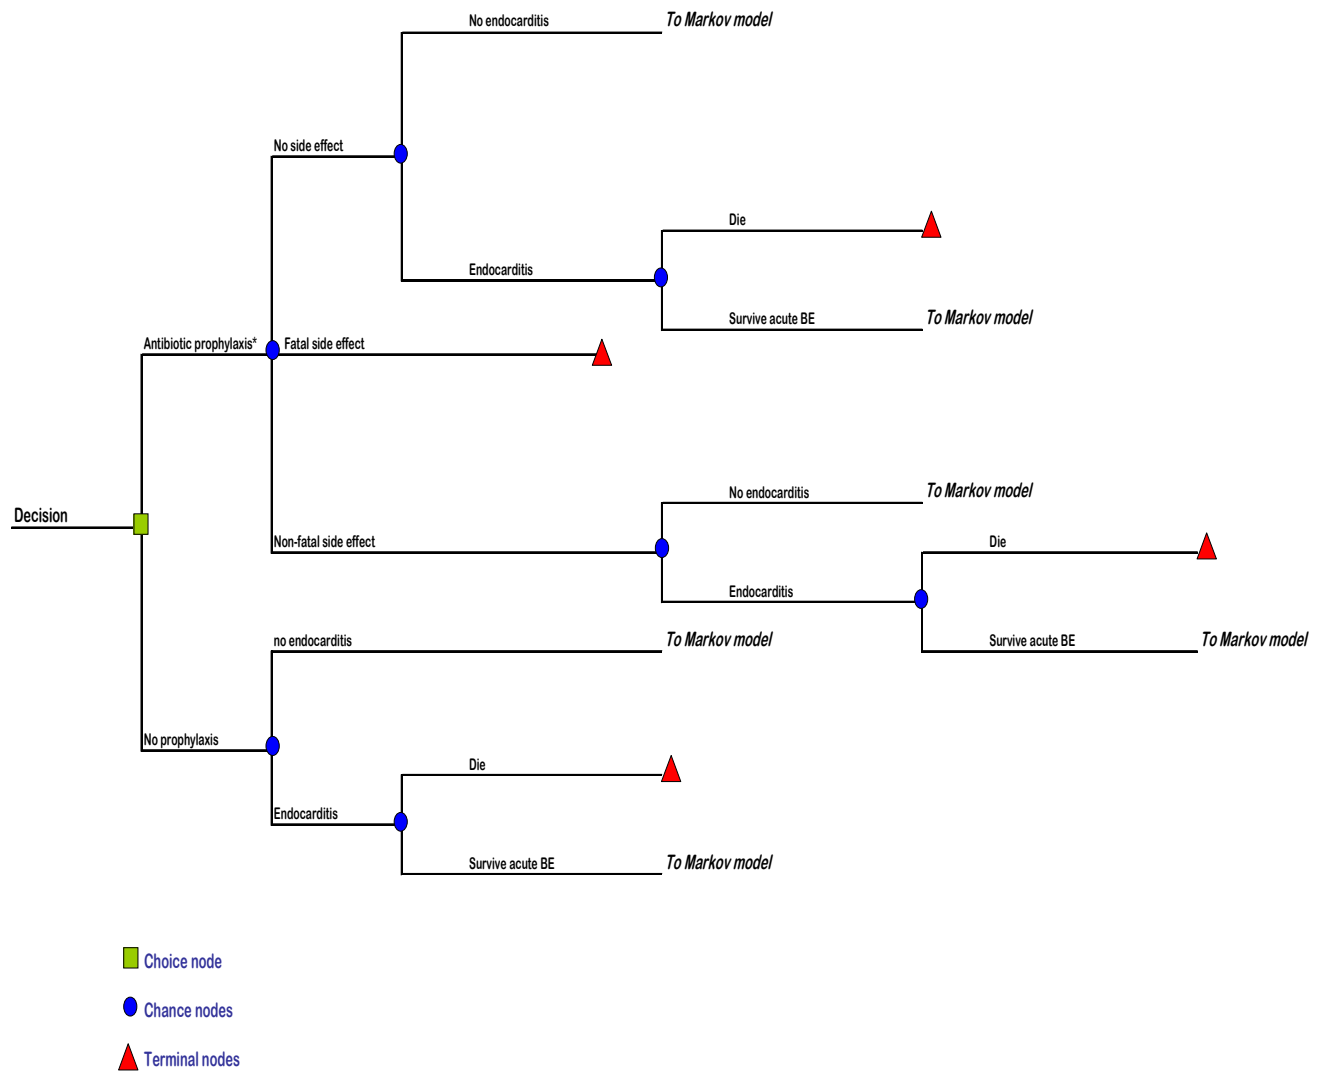 No endocarditis
To Markov model
No side effect
Die
Endocarditis
Survive acute BE
To Markov model
Antibiotic prophylaxis*
Fatal side effect
No endocarditis
To Markov model
Decision
Non-fatal side effect
Die
Endocarditis
no endocarditis
To Markov model
Survive acute BE
To Markov model
No prophylaxis
Die
Endocarditis
Survive acute BE
To Markov model
Choice node
Chance nodes
Terminal nodes